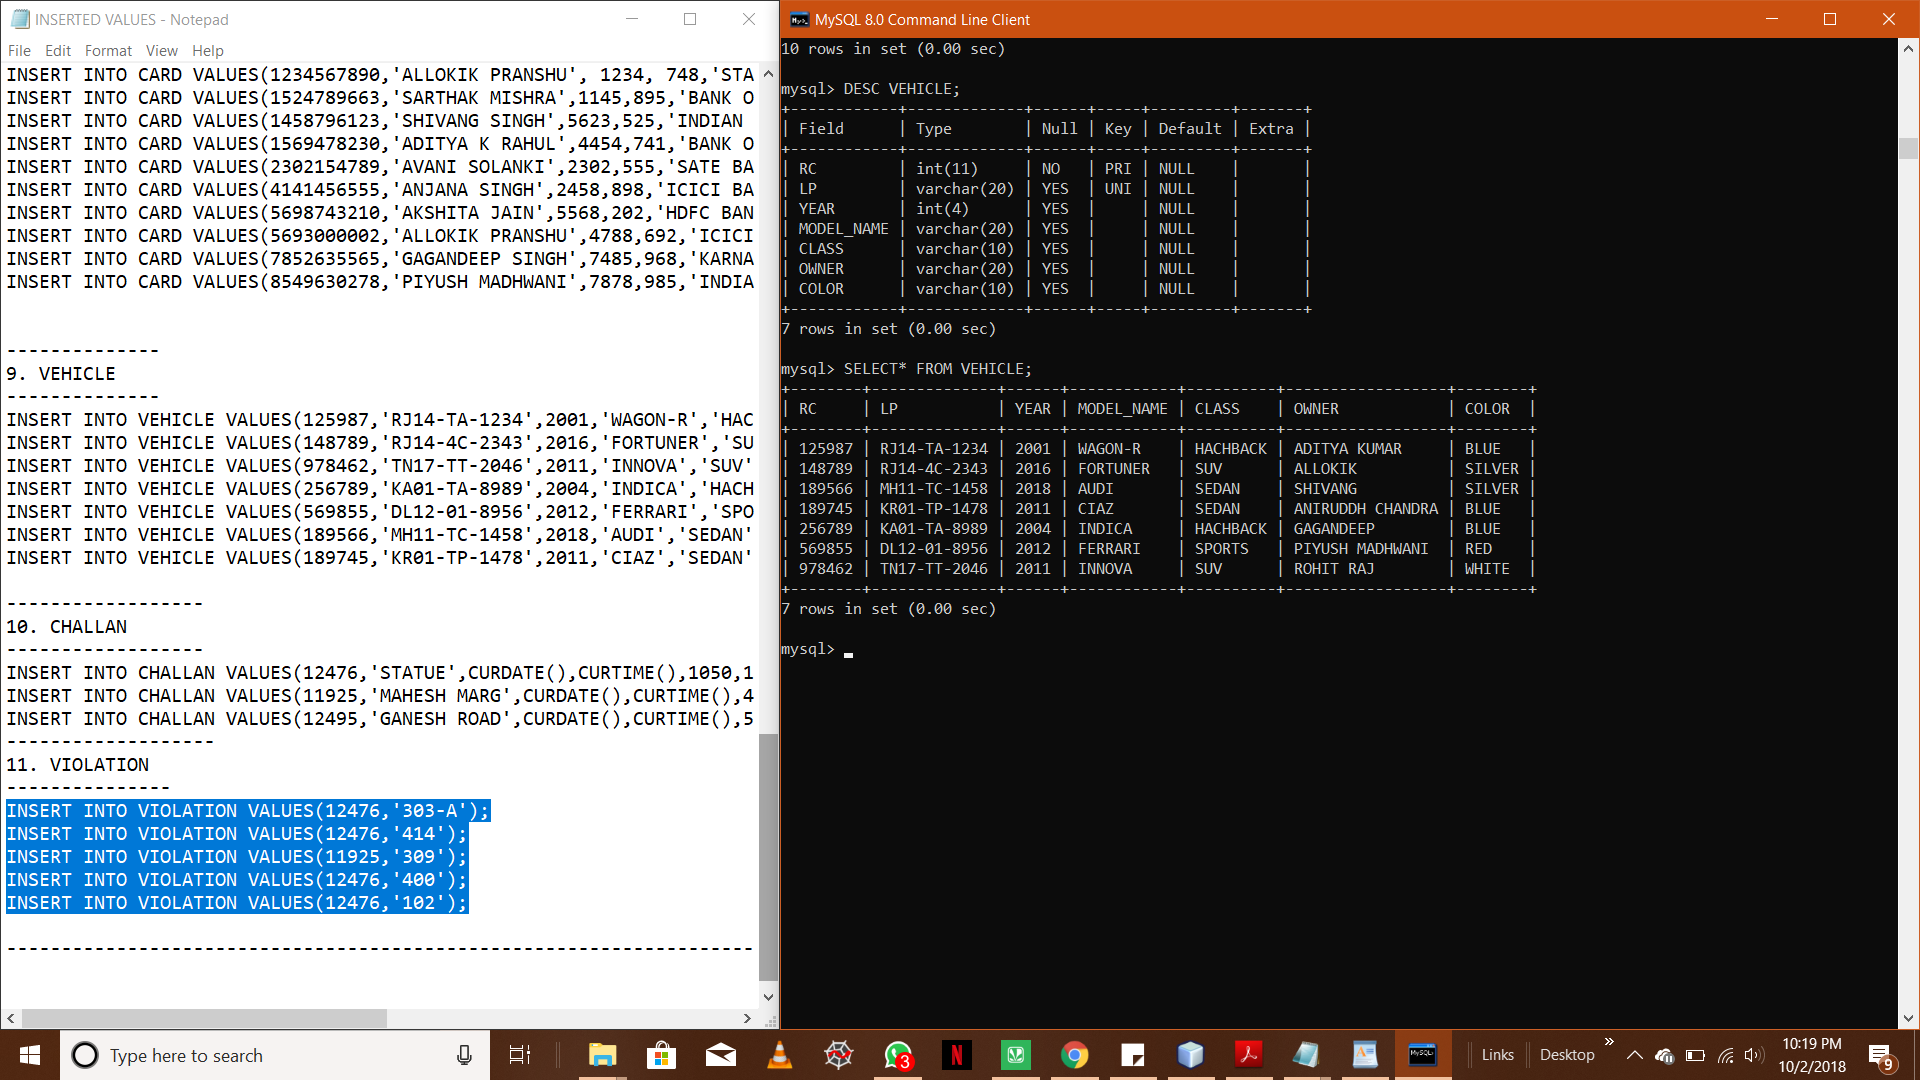 INSERTED VALUES - Notepad
File Edit Format View Help
INSERT INTO CARD VALUES(1234567890,'ALLOKIK PRANSHU', 1234, 748,'STA
INSERT INTO CARD VALUES(1524789663,'SARTHAK MISHRA',1145,895,'BANK O
INSERT INTO CARD VALUES(1458796123,'SHIVANG SINGH',5623,525,'INDIAN
INSERT INTO CARD VALUES(1569478230,'ADITYA K RAHUL',4454,741,'BANK O
INSERT INTO CARD VALUES(2302154789,'AVANI SOLANKI',2302,555,'SATE BA
INSERT INTO CARD VALUES(4141456555,'ANJANA SINGH',2458,898,'ICICI BA
INSERT INTO CARD VALUES(5698743210,'AKSHITA JAIN',5568,202,'HDFC BAN
INSERT INTO CARD VALUES(5693000002,'ALLOKIK PRANSHU',4788,692,'ICICI
INSERT INTO CARD VALUES(7852635565,'GAGANDEEP SINGH',7485,968,'KARNA
INSERT INTO CARD VALUES(8549630278,'PIYUSH MADHWANI',7878,985,'INDIA
--------------
9. VEHICLE
--------------
INSERT INTO VEHICLE VALUES(125987,'RJ14-TA-1234',2001,'WAGON-R','HAC
INSERT INTO VEHICLE VALUES(148789,'RJ14-4C-2343',2016,'FORTUNER','SU
INSERT INTO VEHICLE VALUES(978462,'TN17-TT-2046',2011,'INNOVA','SUV'
INSERT INTO VEHICLE VALUES(256789,'KA01-TA-8989',2004,'INDICA','HACH
INSERT INTO VEHICLE VALUES(569855,'DL12-01-8956',2012,'FERRARI','SPO
INSERT INTO VEHICLE VALUES(189566,'MH11-TC-1458',2018,'AUDI','SEDAN'
INSERT INTO VEHICLE VALUES(189745,'KR01-TP-1478',2011,'CIAZ','SEDAN'
------------------
10. CHALLAN
------------------
INSERT INTO CHALLAN VALUES(12476,'STATUE',CURDATE(),CURTIME(),1050,1
INSERT INTO CHALLAN VALUES(11925,'MAHESH MARG',CURDATE(),CURTIME(),4
INSERT INTO CHALLAN VALUES(12495,'GANESH ROAD',CURDATE(),CURTIME(),5
-------------------
11. VIOLATION
---------------
INSERT INTO VIOLATION VALUES(12476,'303-A');
INSERT INTO VIOLATION VALUES(12476,'414');
INSERT INTO VIOLATION VALUES(11925,'309');
INSERT INTO VIOLATION VALUES(12476,'400');
INSERT INTO VIOLATION VALUES(12476,'102');
--------------------------------------------------------------------
MySQL 8.0 Command Line Client
10 rows in set (0.00 sec)
mysql> DESC VEHICLE;
+------------+-------------+------+-----+---------+-------+
| Field      | Type        | Null | Key | Default | Extra |
+------------+-------------+------+-----+---------+-------+
| RC         | int(11)     | NO   | PRI | NULL    |       |
| LP         | varchar(20) | YES  | UNI | NULL    |       |
| YEAR       | int(4)      | YES  |     | NULL    |       |
| MODEL_NAME | varchar(20) | YES  |     | NULL    |       |
| CLASS      | varchar(10) | YES  |     | NULL    |       |
| OWNER      | varchar(20) | YES  |     | NULL    |       |
| COLOR      | varchar(10) | YES  |     | NULL    |       |
+------------+-------------+------+-----+---------+-------+
7 rows in set (0.00 sec)
mysql> SELECT* FROM VEHICLE;
+--------+--------------+------+------------+----------+------------------+--------+
| RC     | LP           | YEAR | MODEL_NAME | CLASS    | OWNER            | COLOR  |
+--------+--------------+------+------------+----------+------------------+--------+
| 125987 | RJ14-TA-1234 | 2001 | WAGON-R    | HACHBACK | ADITYA KUMAR     | BLUE   |
| 148789 | RJ14-4C-2343 | 2016 | FORTUNER   | SUV      | ALLOKIK          | SILVER |
| 189566 | MH11-TC-1458 | 2018 | AUDI       | SEDAN    | SHIVANG          | SILVER |
| 189745 | KR01-TP-1478 | 2011 | CIAZ       | SEDAN    | ANIRUDDH CHANDRA | BLUE   |
| 256789 | KA01-TA-8989 | 2004 | INDICA     | HACHBACK | GAGANDEEP        | BLUE   |
| 569855 | DL12-01-8956 | 2012 | FERRARI    | SPORTS   | PIYUSH MADHWANI  | RED    |
| 978462 | TN17-TT-2046 | 2011 | INNOVA     | SUV      | ROHIT RAJ        | WHITE  |
+--------+--------------+------+------------+----------+------------------+--------+
7 rows in set (0.00 sec)
mysql>
Type here to search
3
N
MySQL
Links
Desktop
10:19 PM
10/2/2018
9